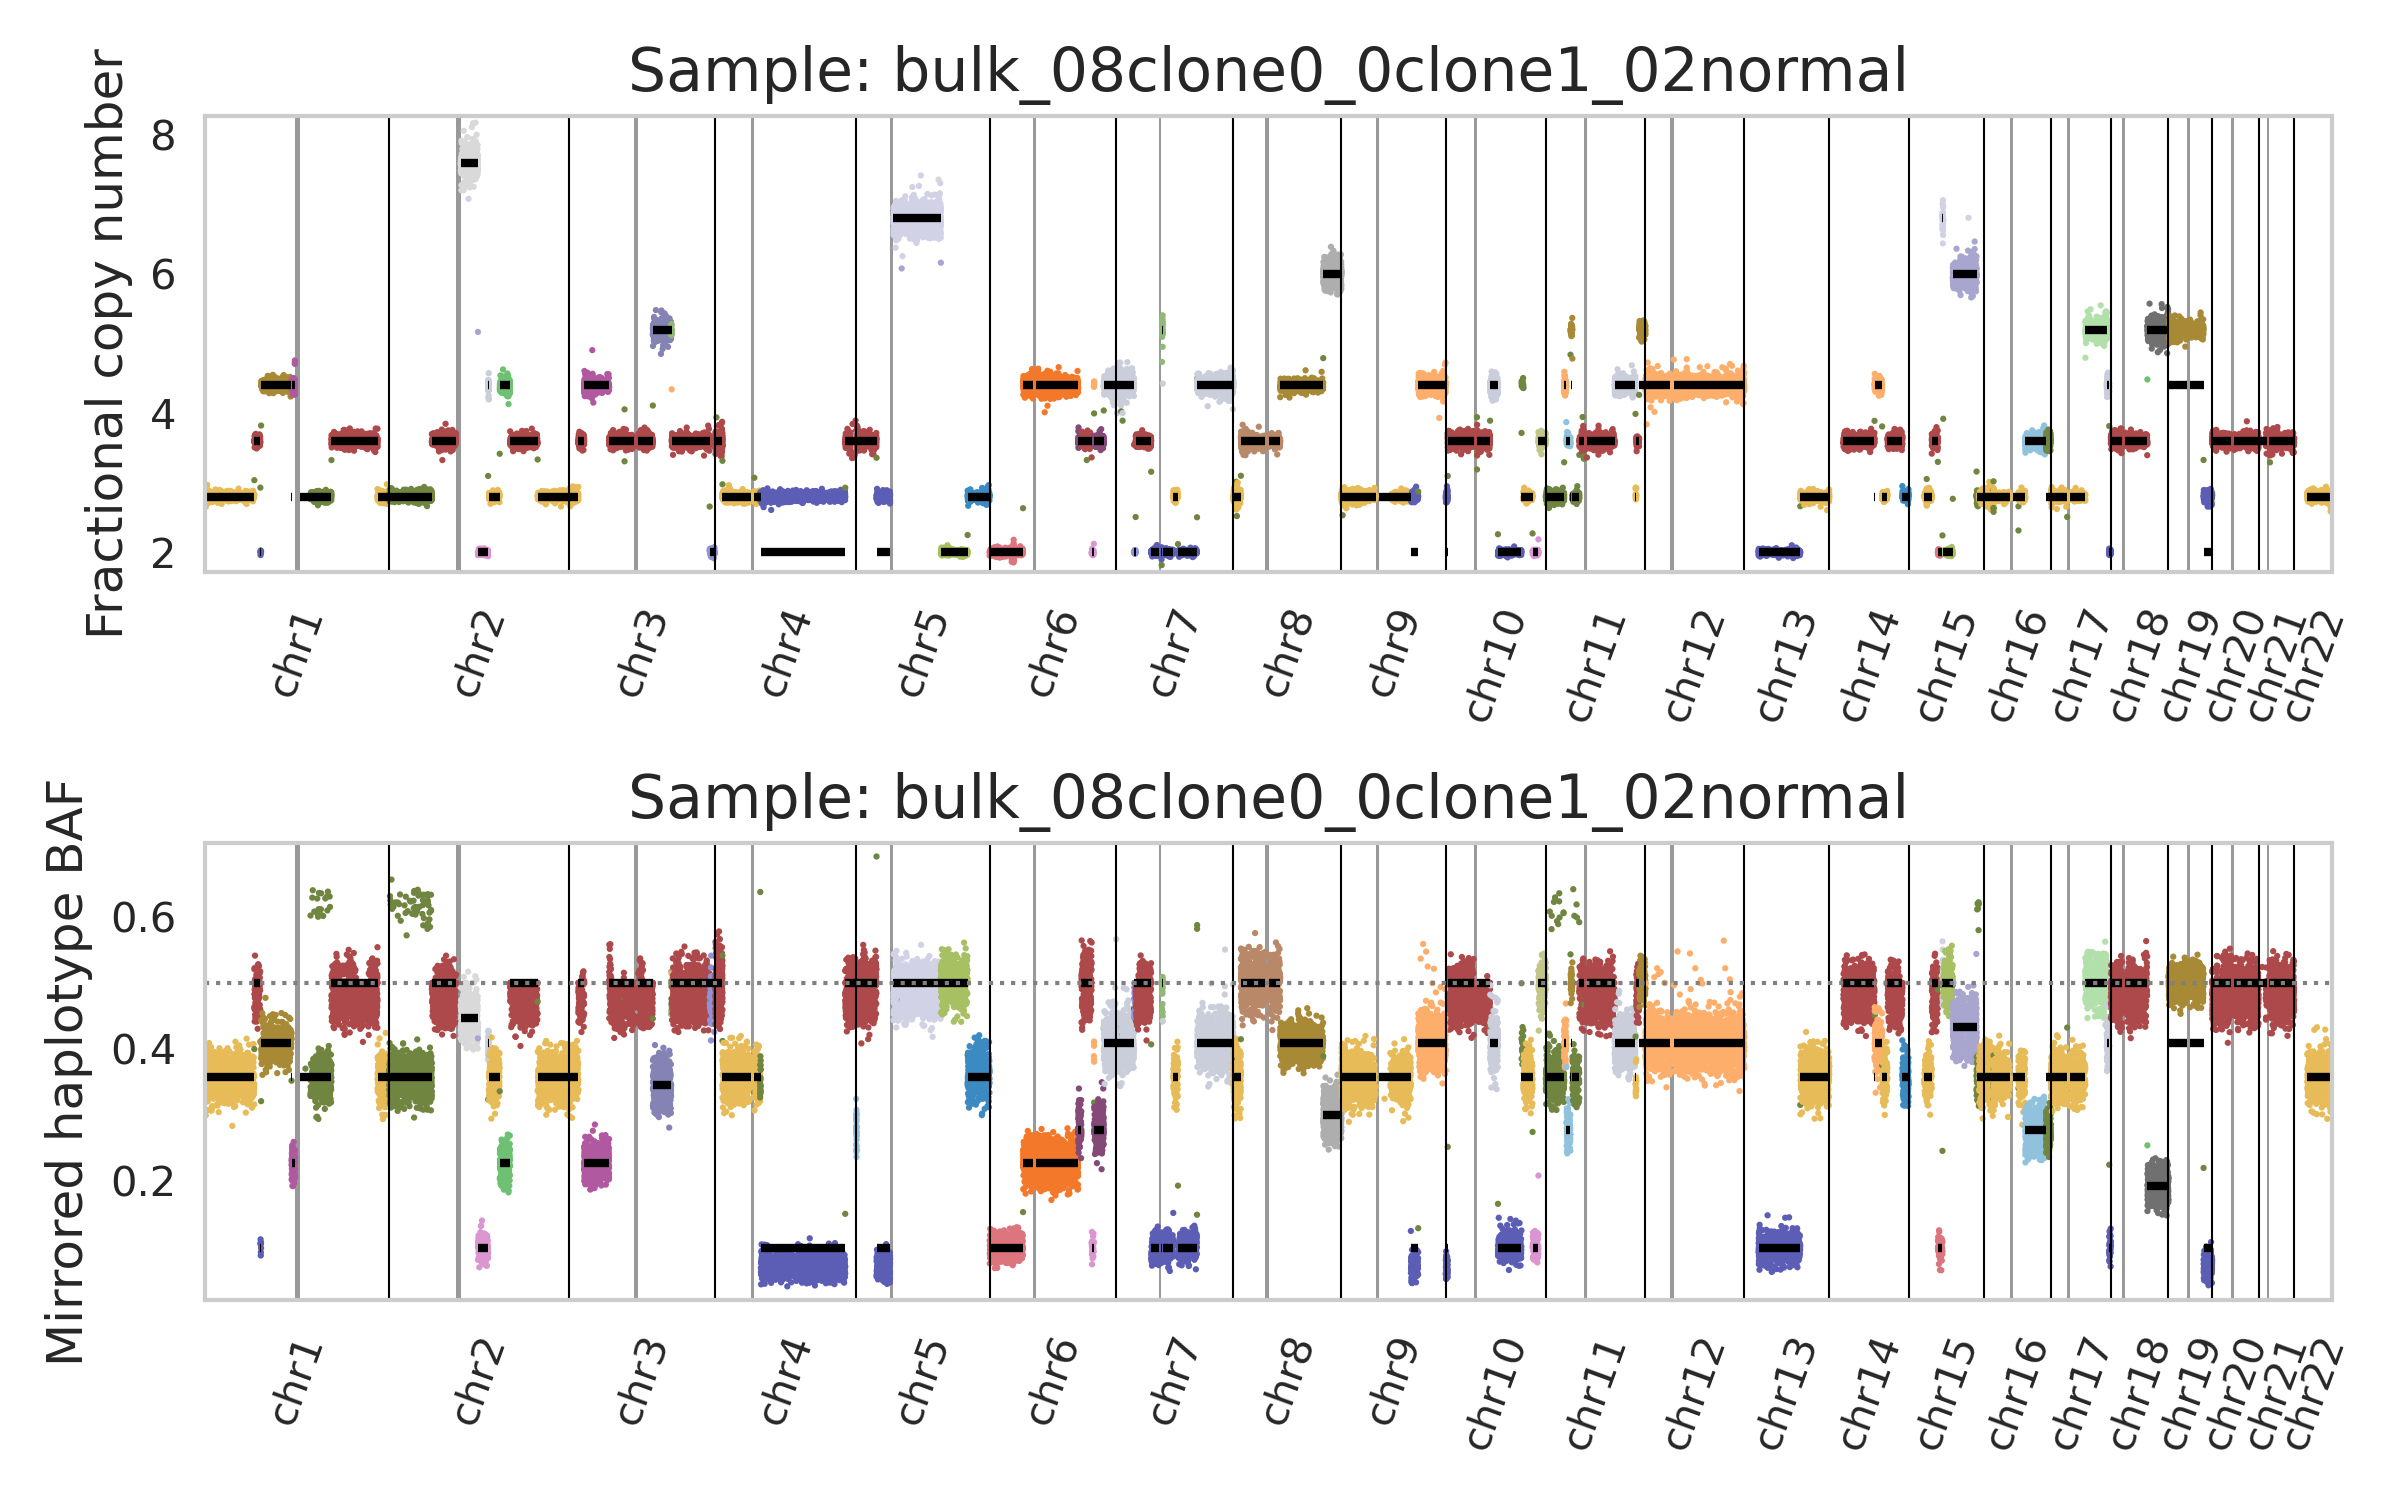 Sample: bulk_08clone0_0clone1_02normal
Fractional copy number
8
6
4
2
chr1 chr2 chr3 chr4 chr5 chr6 chr7 chr8 chr9 chr10 chr11 chr12 chr13 chr14 chr15 chr16 chr17 chr18 chr19 chr20 chr21 chr22
Sample: bulk_08clone0_0clone1_02normal
Mirrored haplotype BAF
0.6
0.4
0.2
chr1 chr2 chr3 chr4 chr5 chr6 chr7 chr8 chr9 chr10 chr11 chr12 chr13 chr14 chr15 chr16 chr17 chr18 chr19 chr20 chr21 chr22